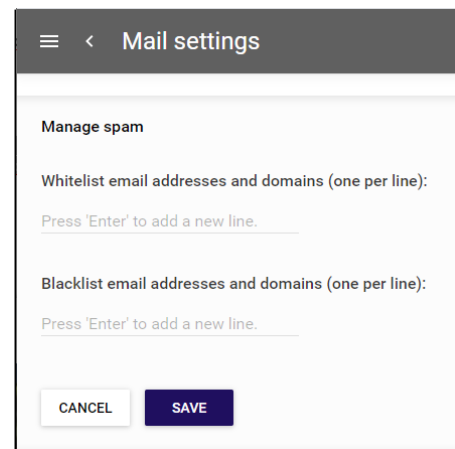 Mail settings
Manage spam
Whitelist email addresses and domains (one per line):
Press 'Enter' to add a new line.
Blacklist email addresses and domains (one per line):
Press 'Enter' to add a new line.
CANCEL SAVE